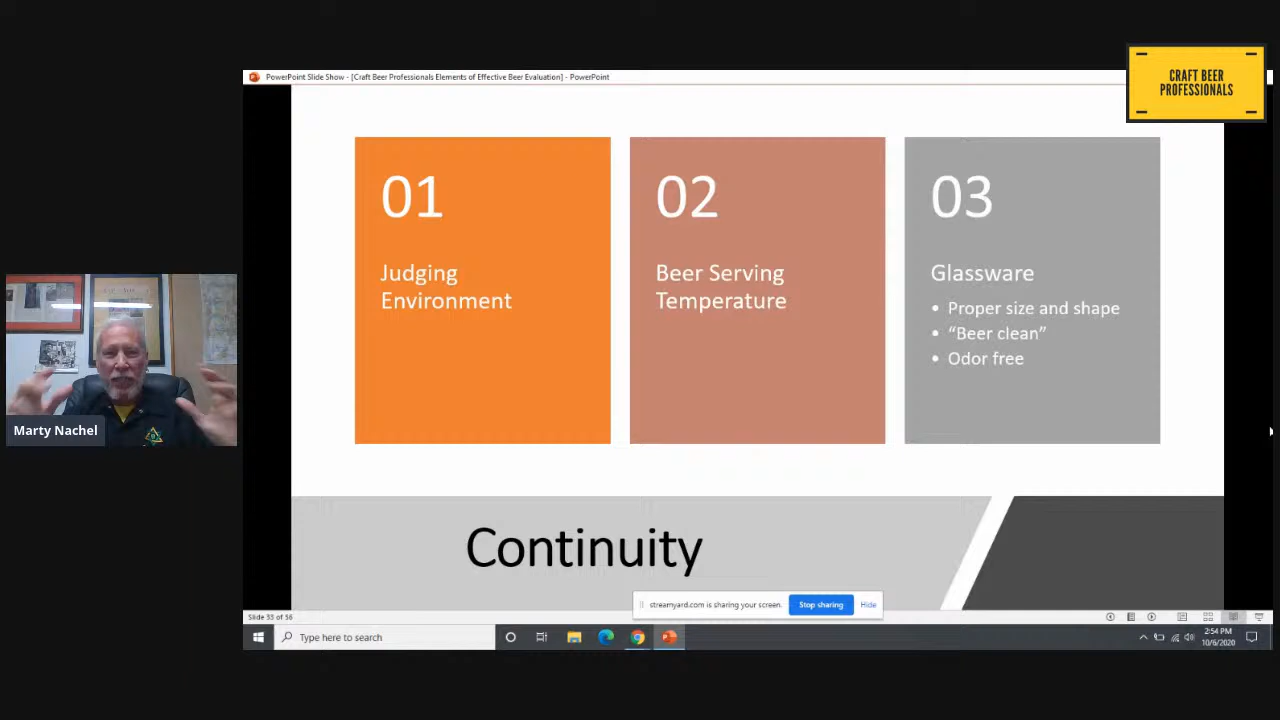 PowerPoint Slide Show - [Craft Beer Professionals Elements of Effective Beer Evaluation] - PowerPoint
CRAFT BEER
PROFESSIONALS
01
Judging
Environment
02
Beer Serving
Temperature
03
Glassware
• Proper size and shape
• “Beer clean”
• Odor free
Marty Nachel
Continuity
streamyard.com is sharing your screen.
Stop sharing
Hide
Slide 33 of 36
Type here to search
2:54 PM
10/6/2020